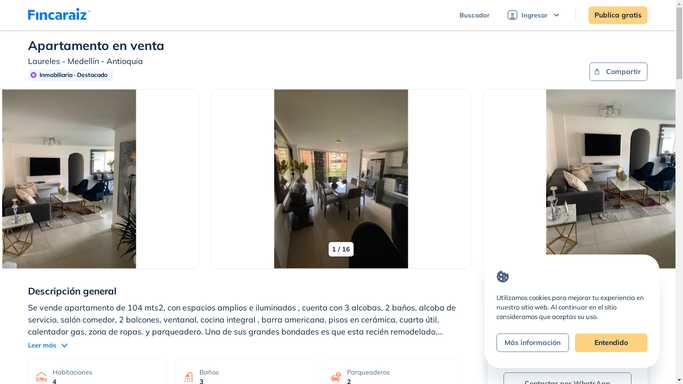 Fincaraiz
Buscador
Ingresar
Publica gratis
Apartamento en venta
Laureles - Medellín - Antioquia
Inmobiliaria · Destacado
Compartir
1 / 16
Descripción general
Se vende apartamento de 104 mts2, con espacios amplios e iluminados , cuenta con 3 alcobas, 2 baños, alcoba de
servicio, salón comedor, 2 balcones, ventanal, cocina integral , barra americana, pisos en cerámica, cuarto útil,
calentador gas, zona de ropas. y parqueadero. Una de sus grandes bondades es que esta recién remodelado,...
Leer más
Habitaciones
4
Baños
3
Parqueaderos
2
Utilizamos cookies para mejorar tu experiencia en
nuestro sitio web. Al continuar en el sitio
consideramos que aceptas su uso.
Más información
Entendido
Contactar por WhatsApp